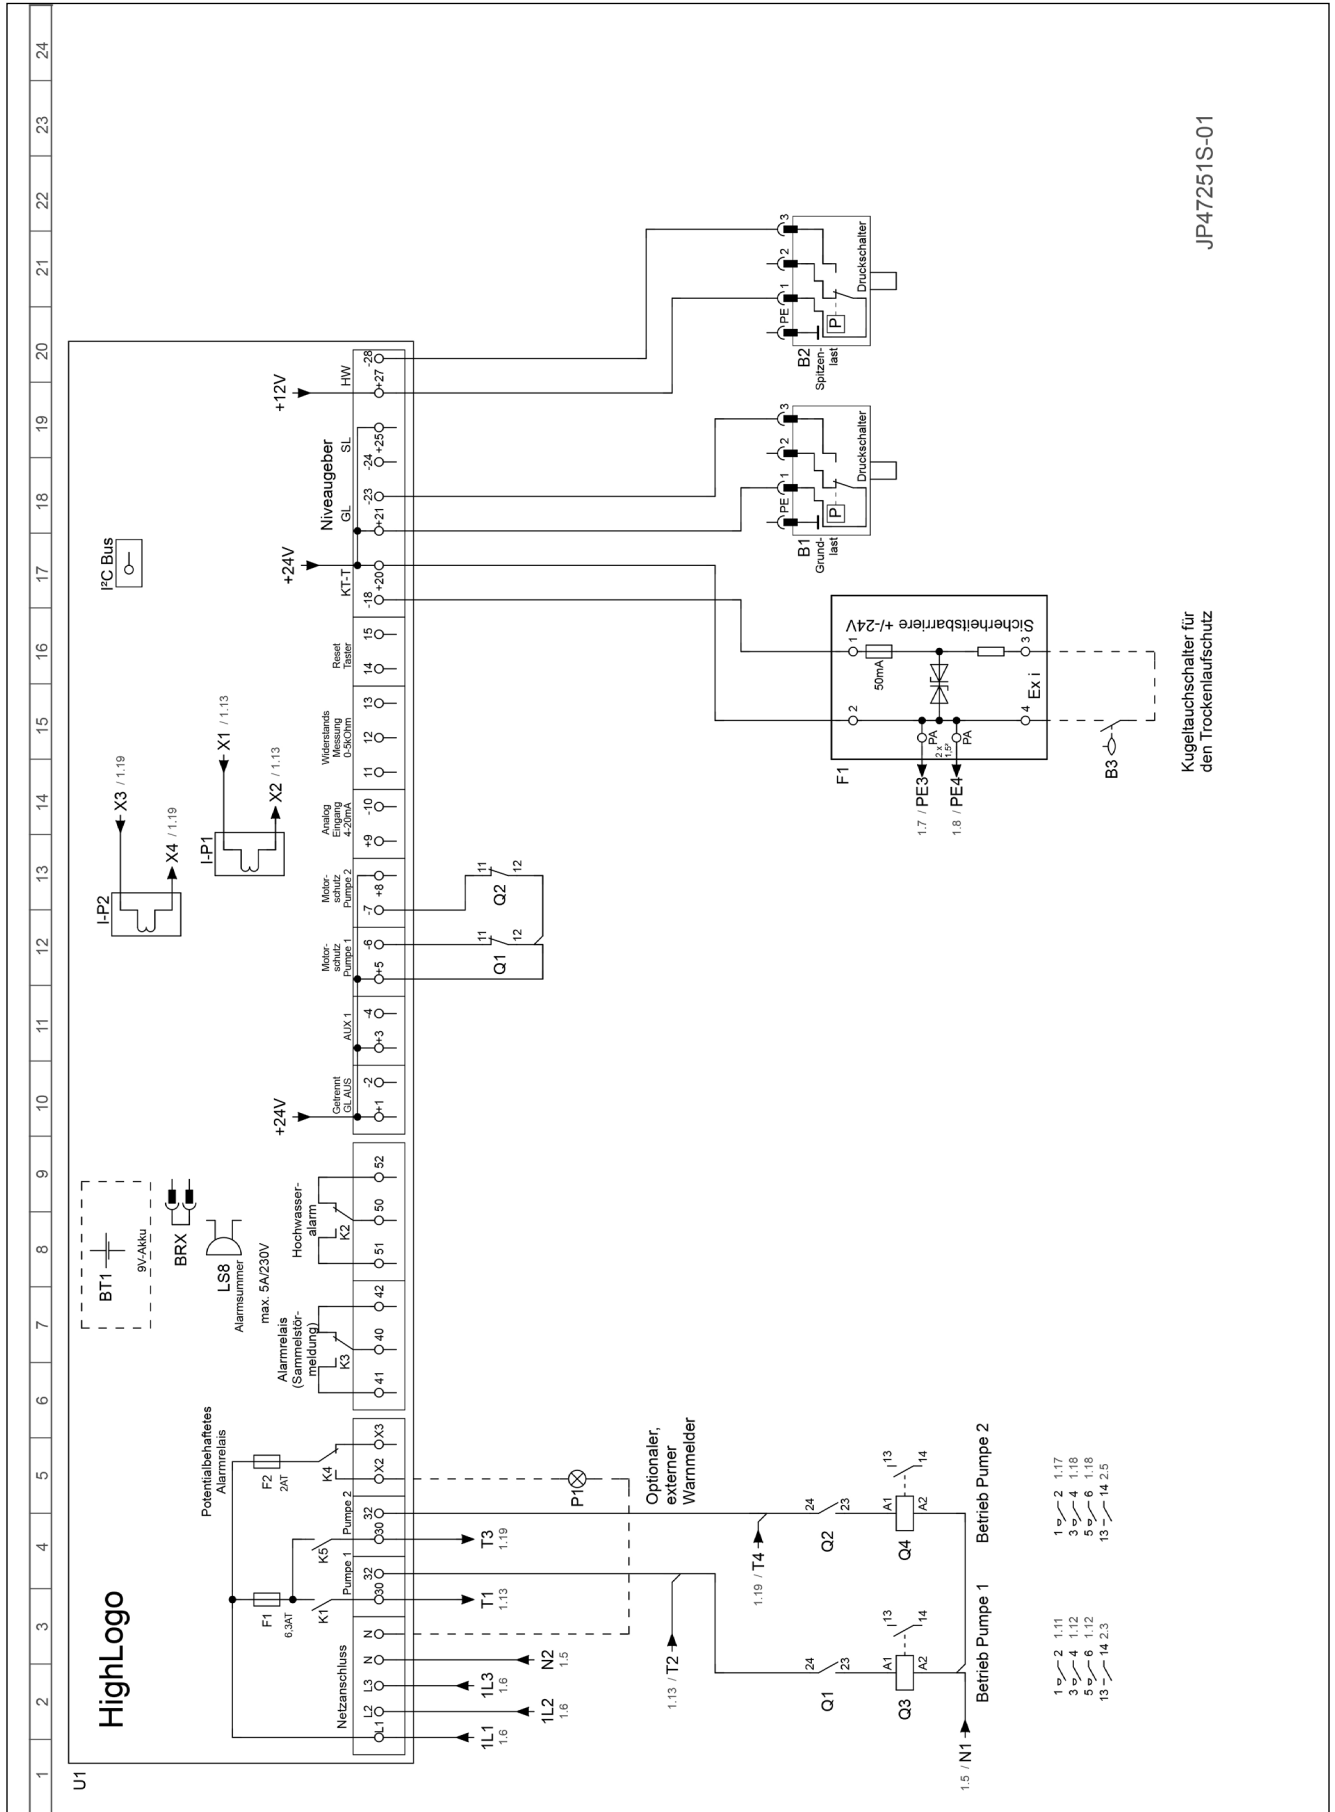 1 2 3 4 5 6 7 8 9 10 11 12 13 14 15 16 17 18 19 20 21 22 23 24
U1
HighLogo
BT1
9V-Akku
BRX
LS8
Alarmsummer
max. 5A/230V
I-P2
X3 / 1.19
X4 / 1.19
I-P1
X1 / 1.13
X2 / 1.13
I²C Bus
Potentialbehaftetes
Alarmrelais
F1
6,3AT
F2
2AT
K1
K5
K4
Alarmrelais
(Sammelstör-
meldung)
K3
Hochwasser-
alarm
K2
+24V
+24V
+12V
Niveaugeber
Netzanschluss
Pumpe 1
Pumpe 2
Getrennt
GL AUS
AUX 1
Motor-
schutz
Pumpe 1
Motor-
schutz
Pumpe 2
Analog
Eingang
4-20mA
Widerstands
Messung
0-5kOhm
Reset
Taster
KT-T
GL
SL
HW
L1 L2 L3 N N 30 32 30 32 X2 X3
41 40 42 51 50 52
+1 -2 +3 -4 +5 -6 -7 +8 +9 -10 11 12 13 14 15 -18 +20 +21 -23 -24 +25 +27 -28
1L1
1.6
1L2
1.6
1L3
1.6
N2
1.5
T1
1.13
T3
1.19
P1
Optionaler,
externer
Warnmelder
1.13 / T2
1.19 / T4
Q1
11
12
Q2
11
12
Q1
24
23
Q2
24
23
Q3
A1
A2
13
14
Q4
A1
A2
13
14
1.5 / N1
Betrieb Pumpe 1
1 2 1.11
3 4 1.12
5 6 1.12
13 14 2.3
Betrieb Pumpe 2
1 2 1.17
3 4 1.18
5 6 1.18
13 14 2.5
F1
Sicherheitsbarriere +/-24V
1
2
3
4
50mA
Ex i
PA
2 x
1,5²
PA
1.7 / PE3
1.8 / PE4
B3
Kugeltauchschalter für
den Trockenlaufschutz
B1
Grund-
last
PE 1 2 3
P
Druckschalter
B2
Spitzen-
last
PE 1 2 3
P
Druckschalter
JP47251S-01